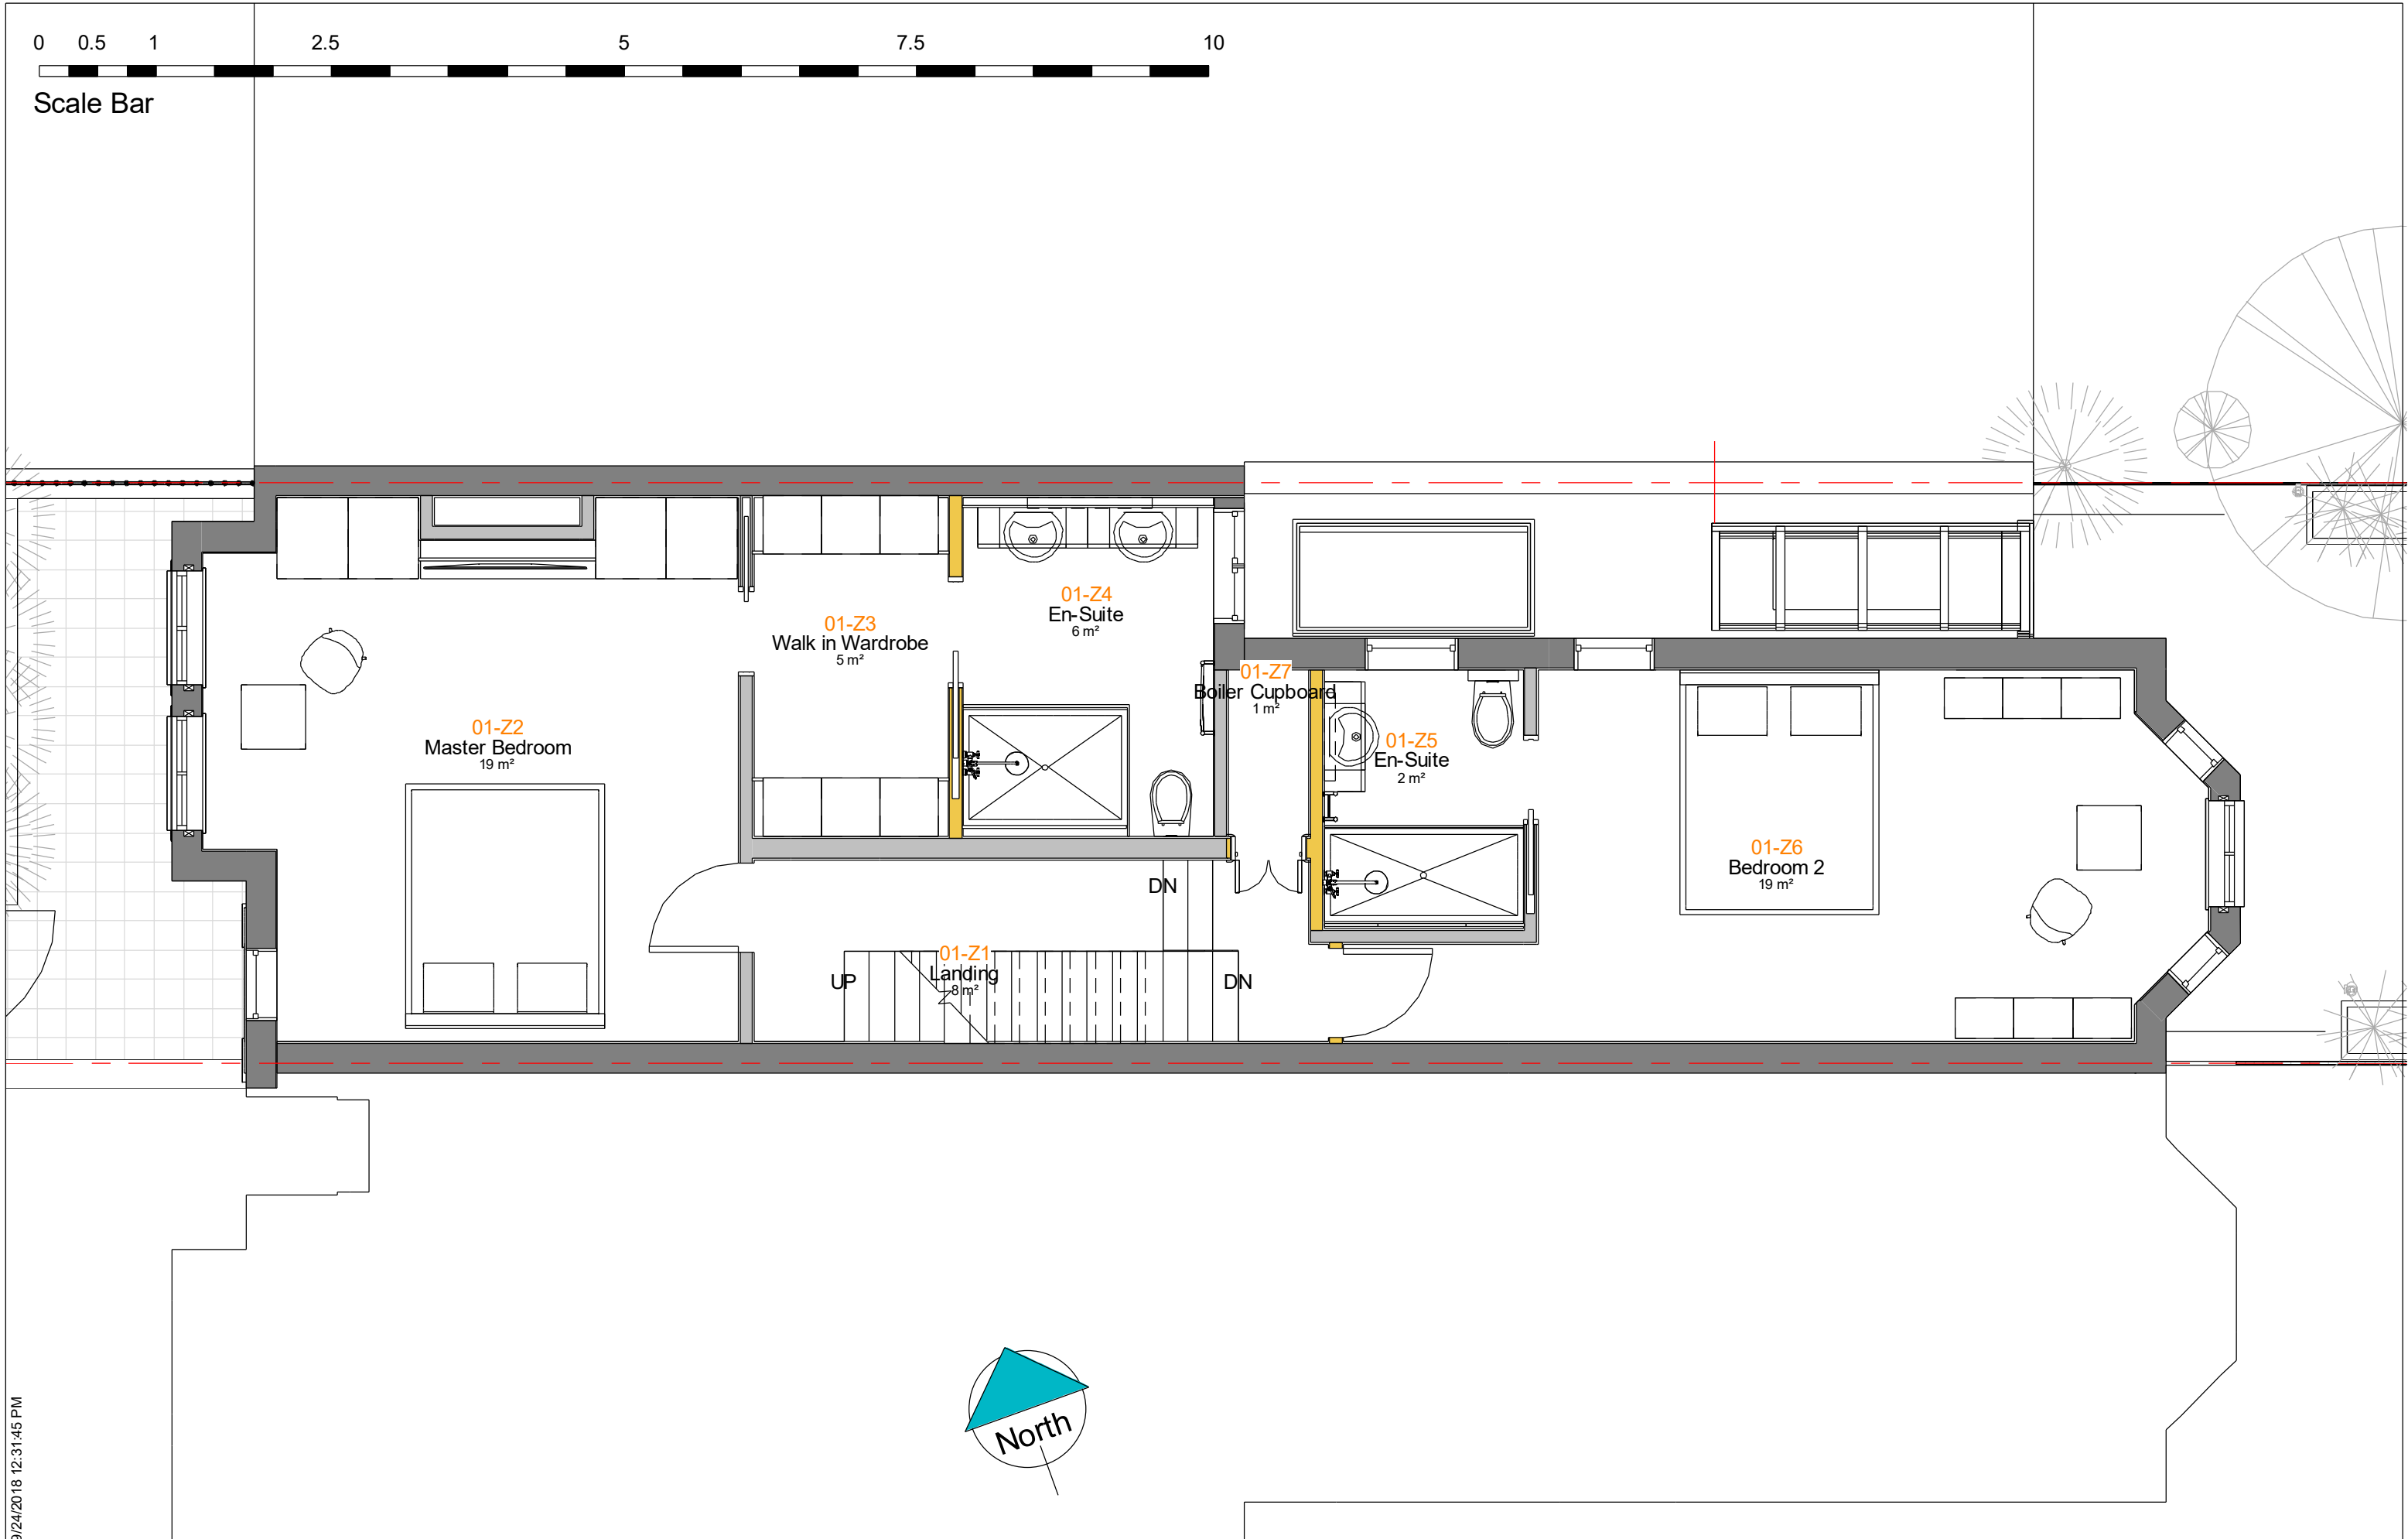 0 0.5 1 2.5 5 7.5 10
Scale Bar
01-Z4
En-Suite
6 m²
01-Z3
Walk in Wardrobe
5 m²
01-Z7
Boiler Cupboard
1 m²
01-Z2
Master Bedroom
19 m²
01-Z5
En-Suite
2 m²
01-Z6
Bedroom 2
19 m²
DN
01-Z1
Landing
8 m²
UP
DN
North
9/24/2018 12:31:45 PM